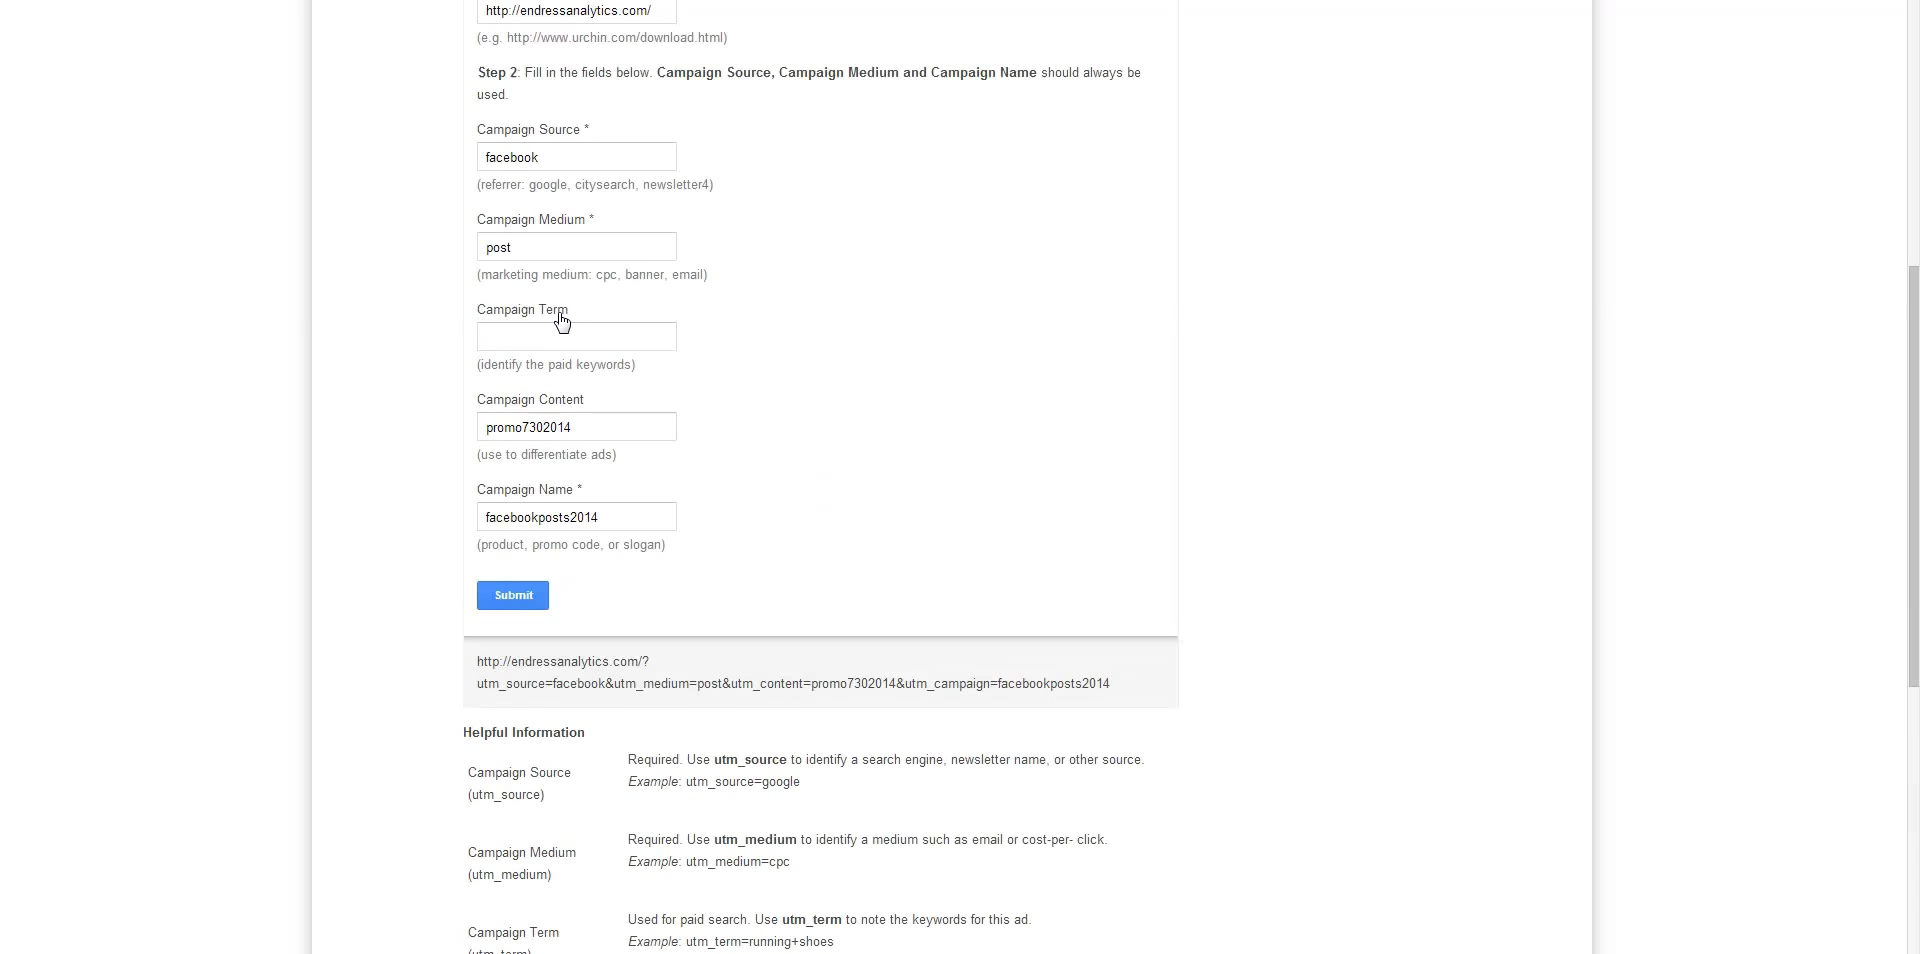 http://endressanalytics.com/
(e.g. http://www.urchin.com/download.html)
Step 2: Fill in the fields below. Campaign Source, Campaign Medium and Campaign Name should always be
used.
Campaign Source *
facebook
(referrer: google, citysearch, newsletter4)
Campaign Medium *
post
(marketing medium: cpc, banner, email)
Campaign Term
(identify the paid keywords)
Campaign Content
promo7302014
(use to differentiate ads)
Campaign Name *
facebookposts2014
(product, promo code, or slogan)
Submit
http://endressanalytics.com/?
utm_source=facebook&utm_medium=post&utm_content=promo7302014&utm_campaign=facebookposts2014
Helpful Information
Campaign Source
(utm_source)
Required. Use utm_source to identify a search engine, newsletter name, or other source.
Example: utm_source=google
Campaign Medium
(utm_medium)
Required. Use utm_medium to identify a medium such as email or cost-per- click.
Example: utm_medium=cpc
Campaign Term
(utm_term)
Used for paid search. Use utm_term to note the keywords for this ad.
Example: utm_term=running+shoes